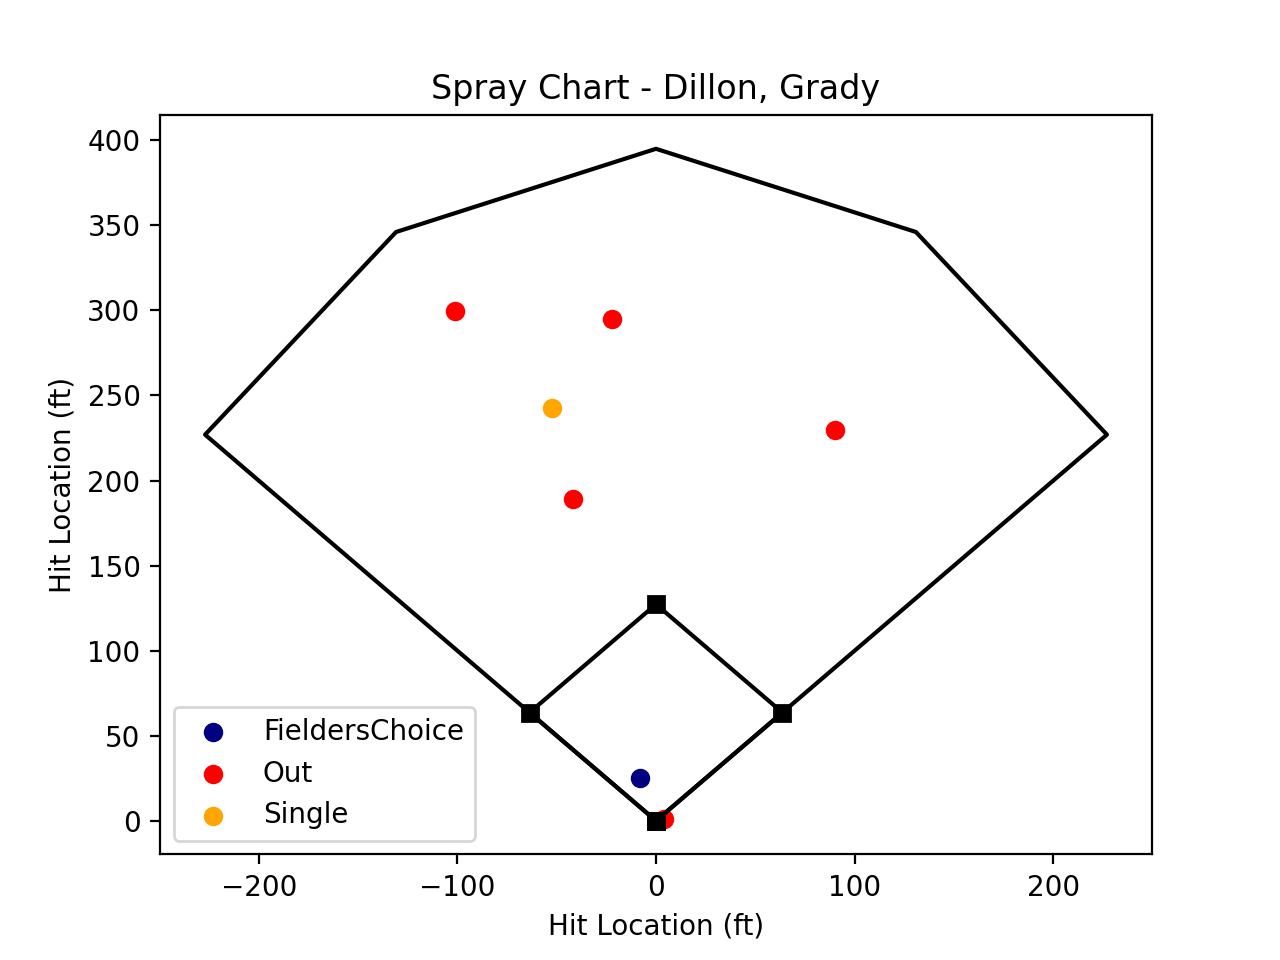 Spray Chart - Dillon, Grady
Hit Location (ft)
400
350
300
250
200
150
100
50
0
FieldersChoice
Out
Single
−200
−100
0
100
200
Hit Location (ft)